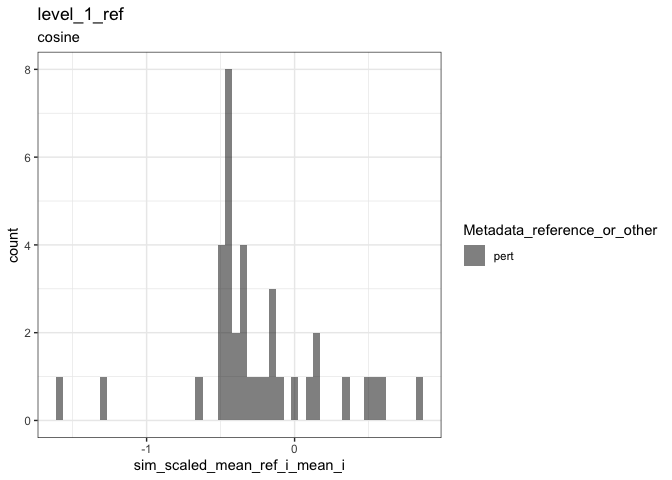 level_1_ref
cosine
8
6
4
2
0
-1
0
count
sim_scaled_mean_ref_i_mean_i
Metadata_reference_or_other
pert